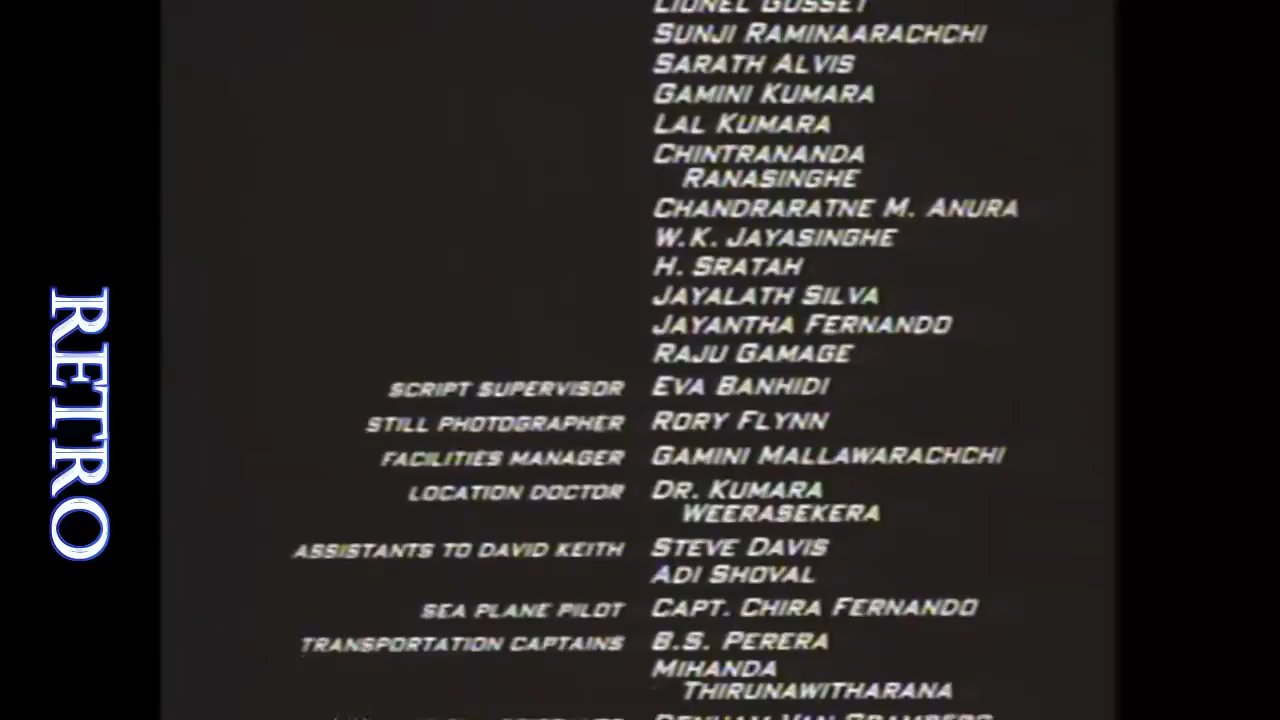 LIONEL GOSSET
SUNJI RAMINAARACHCHI
SARATH ALVIS
GAMINI KUMARA
LAL KUMARA
CHINTRANANDA
RANASINGHE
CHANDRARATNE M. ANURA
W.K. JAYASINGHE
H. SRATAH
JAYALATH SILVA
JAYANTHA FERNANDO
RAJU GAMAGE
SCRIPT SUPERVISOR EVA BANHIDI
STILL PHOTOGRAPHER RORY FLYNN
FACILITIES MANAGER GAMINI MALLAWARACHCHI
LOCATION DOCTOR DR. KUMARA
WEERASEKERA
ASSISTANTS TO DAVID KEITH STEVE DAVIS
ADI SHOVAL
SEA PLANE PILOT CAPT. CHIRA FERNANDO
TRANSPORTATION CAPTAINS B.S. PERERA
MIHANDA
THIRUNAWITHARANA
RETRO